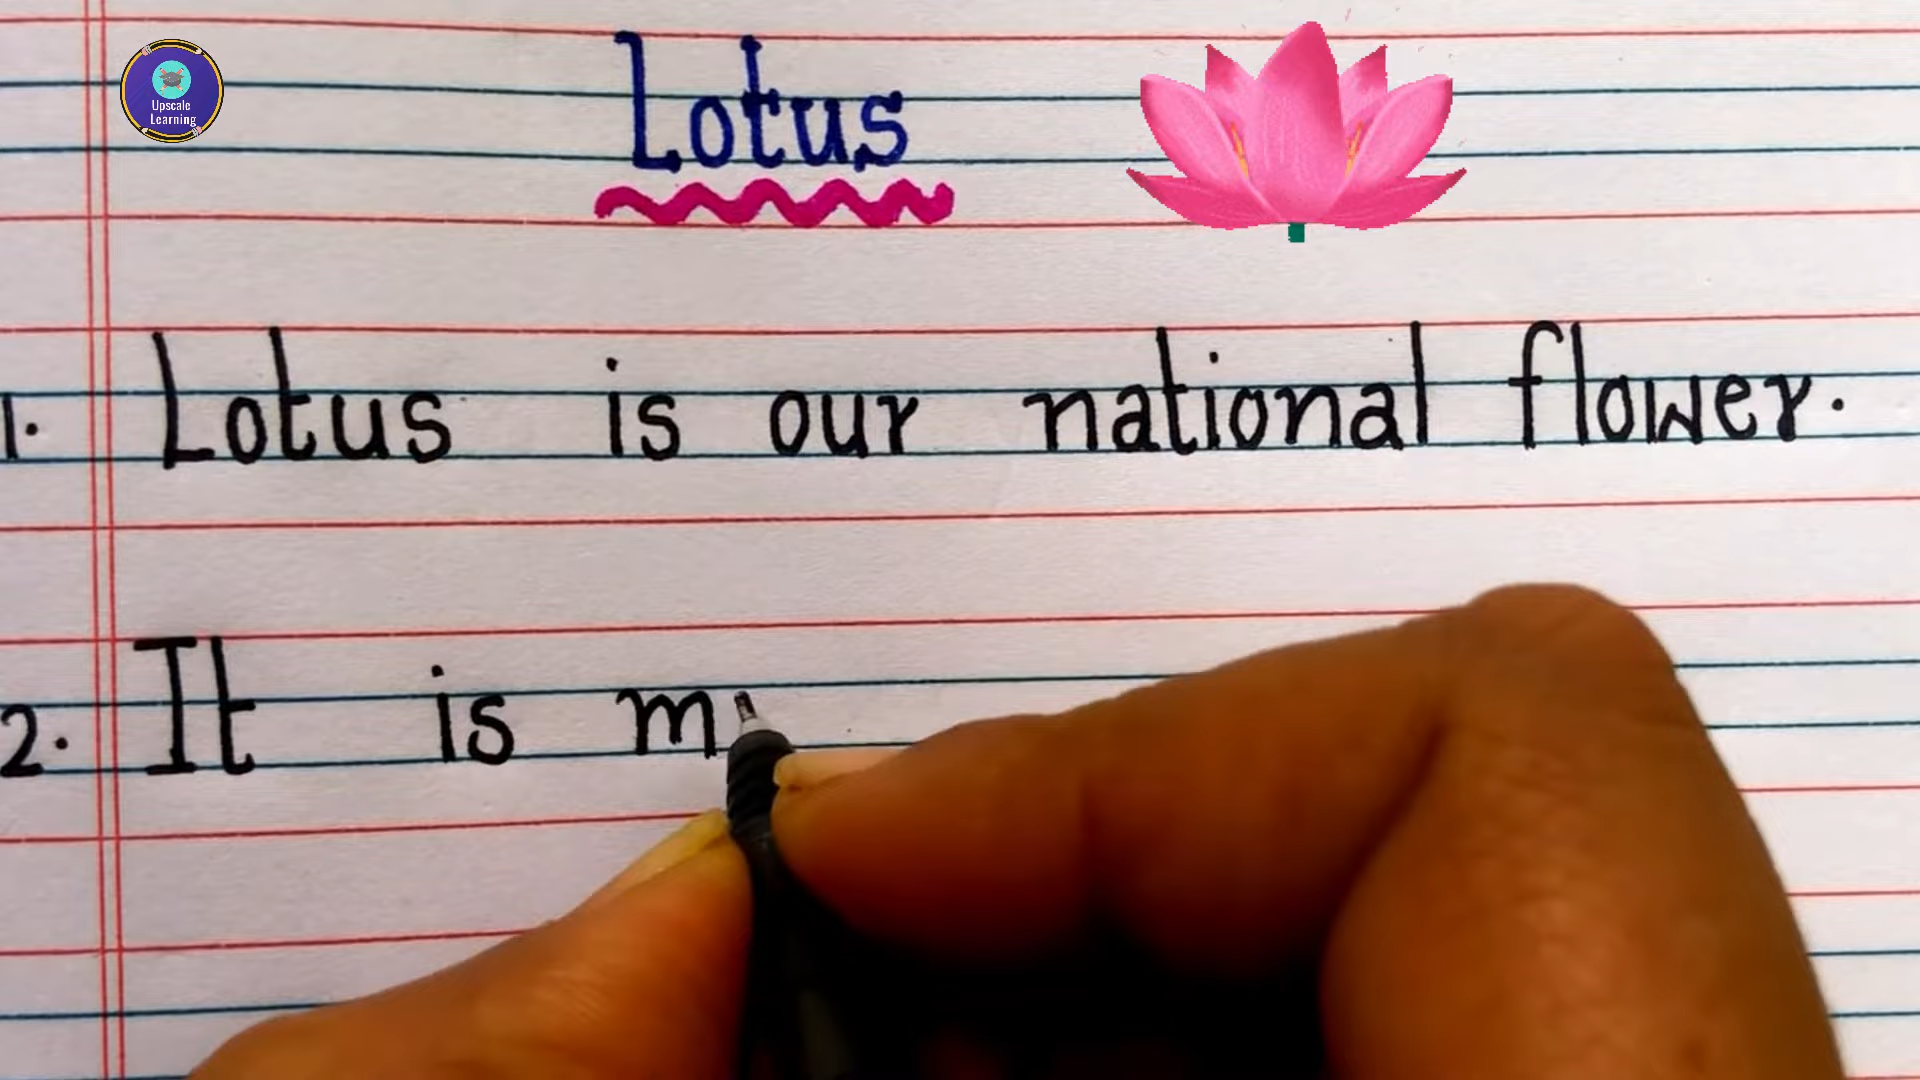 Upscale
Learning
Lotus
1. Lotus is our national flower.
2. It is m